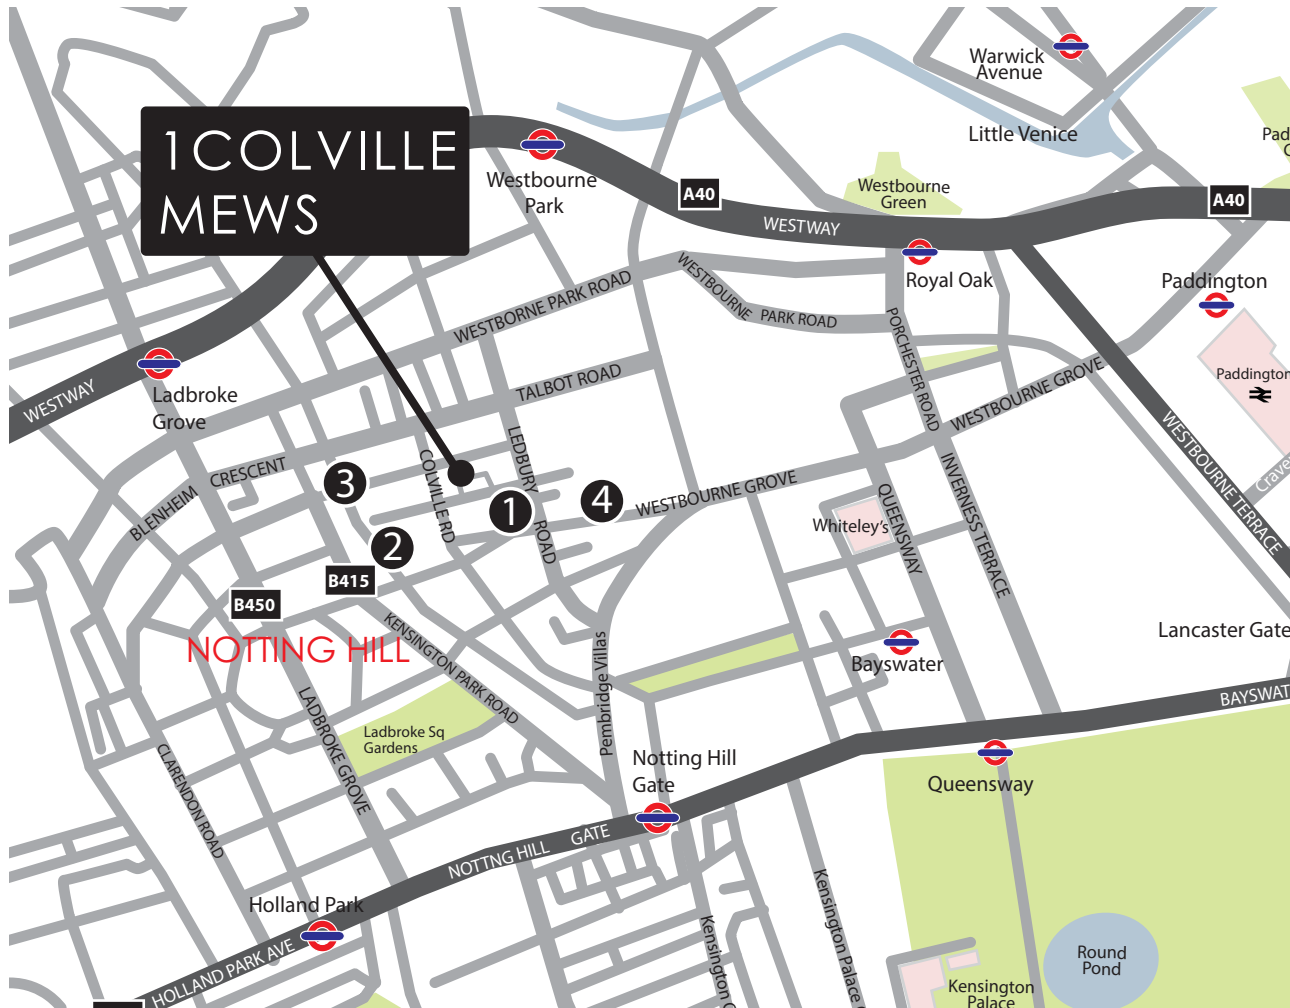 Warwick
Avenue
Little Venice
1COLVILLE
MEWS
Westbourne
Park
A40
Westbourne
Green
A40
WESTWAY
Royal Oak
Paddington
WESTBORNE PARK ROAD
WESTBOURNE
PARK ROAD
PORCHESTER ROAD
WESTWAY
Ladbroke
Grove
TALBOT ROAD
WESTBOURNE GROVE
Paddington
WESTBOURNE TERRACE
BLENHEIM
CRESCENT
COLVILLE RD
LEDBURY
ROAD
3
1
4
2
WESTBOURNE GROVE
Whiteley's
QUEENSWAY
INVERNESS TERRACE
B415
B450
NOTTING HILL
KENSINGTON PARK ROAD
Pembridge Villas
Bayswater
Lancaster Gate
LADBROKE GROVE
Ladbroke Sq
Gardens
CLARENDON ROAD
Notting Hill
Gate
Queensway
NOTTNG HILL
GATE
Holland Park
HOLLAND PARK AVE
Kensington
Kensington Palace
Round
Pond
Kensington
Palace